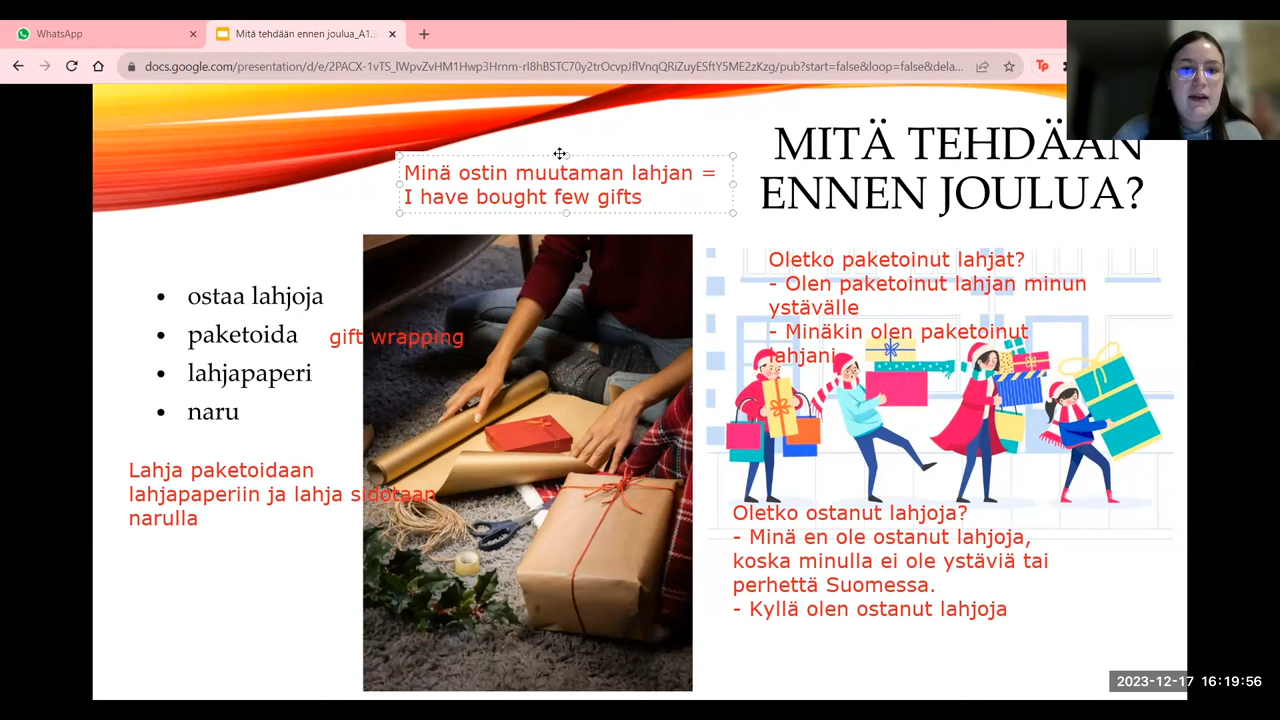 WhatsApp
Mitä tehdään ennen joulua_A1.
docs.google.com/presentation/d/e/2PACX-1vTS_lWpvZvHM1Hwp3Hrnm-rI8hBSTC70y2trOcvpJflVnqQRiZuyESftY5ME2zKzg/pub?start=false&loop=false&dela...
Tp
MITÄ TEHDÄÄN
ENNEN JOULUA?
Minä ostin muutaman lahjan =
I have bought few gifts
ostaa lahjoja
paketoida
gift wrapping
lahjapaperi
naru
Lahja paketoidaan
lahjapaperiin ja lahja sidotaan
narulla
Oletko paketoinut lahjat?
- Olen paketoinut lahjan minun
ystävälle
- Minäkin olen paketoinut
lahjani
Oletko ostanut lahjoja?
- Minä en ole ostanut lahjoja,
koska minulla ei ole ystäviä tai
perhettä Suomessa.
- Kyllä olen ostanut lahjoja
2023-12-17 16:19:56